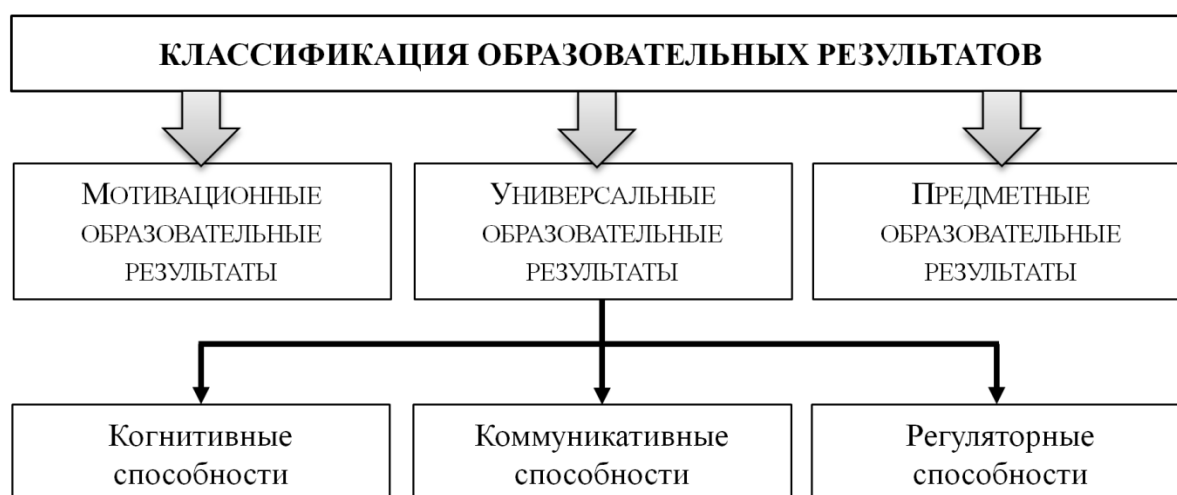 КЛАССИФИКАЦИЯ ОБРАЗОВАТЕЛЬНЫХ РЕЗУЛЬТАТОВ
МОТИВАЦИОННЫЕ
ОБРАЗОВАТЕЛЬНЫЕ
РЕЗУЛЬТАТЫ
УНИВЕРСАЛЬНЫЕ
ОБРАЗОВАТЕЛЬНЫЕ
РЕЗУЛЬТАТЫ
ПРЕДМЕТНЫЕ
ОБРАЗОВАТЕЛЬНЫЕ
РЕЗУЛЬТАТЫ
Когнитивные
способности
Коммуникативные
способности
Регуляторные
способности